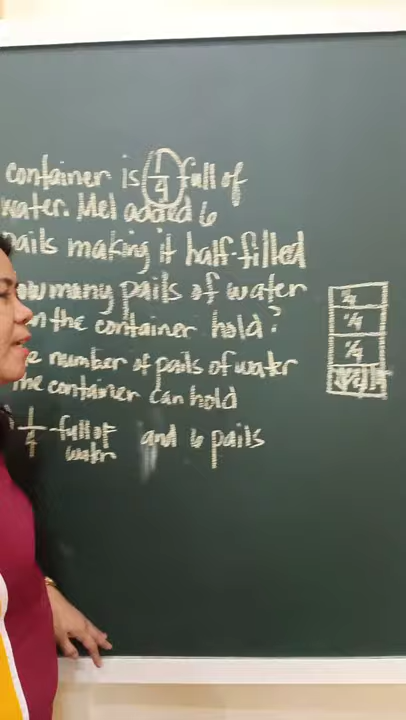 container is 1/4 full of
water. Mel added 6
pails making it half-filled
many pails of water
the container hold?
number of pails of water
the container can hold
1/4 full of water and 6 pails
1/4
1/4
1/4